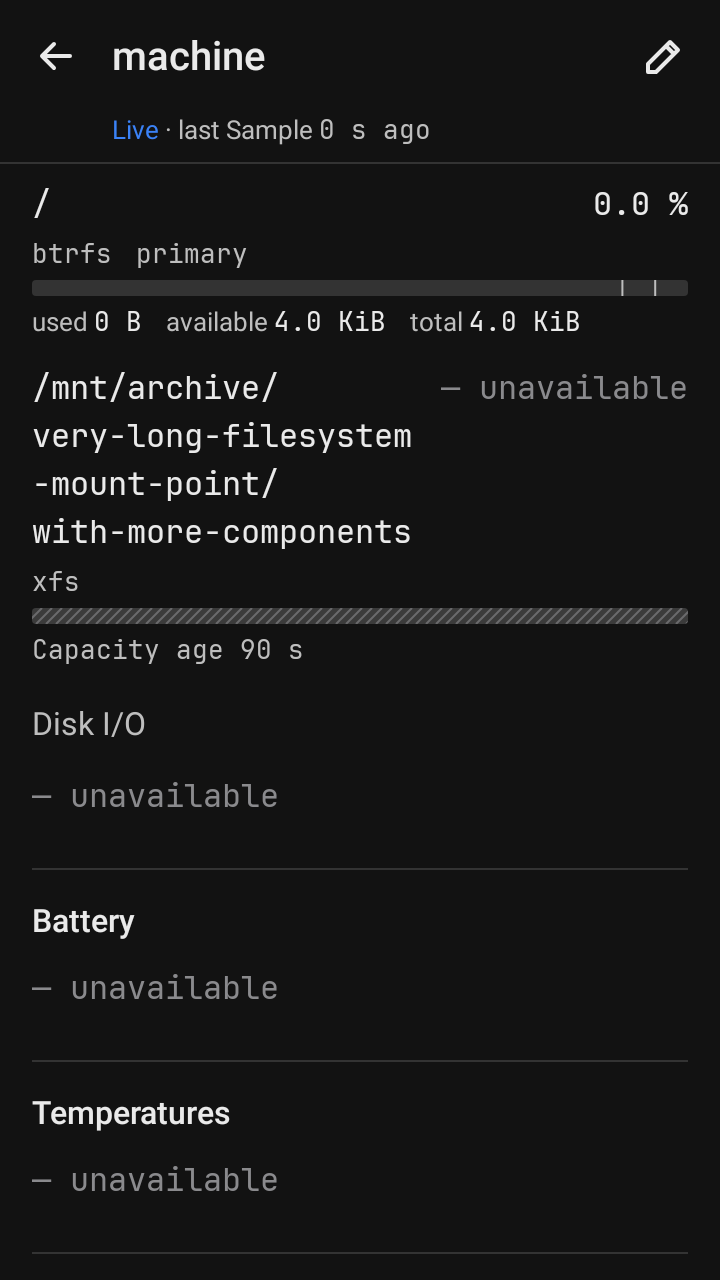 machine
Live · last Sample 0 s ago
/ 0.0 %
btrfs primary
used 0 B available 4.0 KiB total 4.0 KiB
/mnt/archive/ — unavailable
very-long-filesystem
-mount-point/
with-more-components
xfs
Capacity age 90 s
Disk I/O
— unavailable
Battery
— unavailable
Temperatures
— unavailable